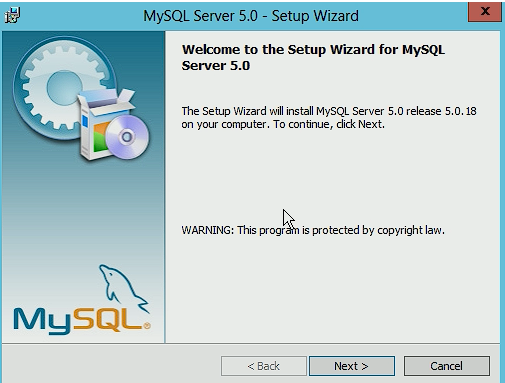 MySQL Server 5.0 - Setup Wizard
x
Welcome to the Setup Wizard for MySQL
Server 5.0
The Setup Wizard will install MySQL Server 5.0 release 5.0.18
on your computer. To continue, click Next.
WARNING: This program is protected by copyright law.
MySQL®
< Back
Next >
Cancel